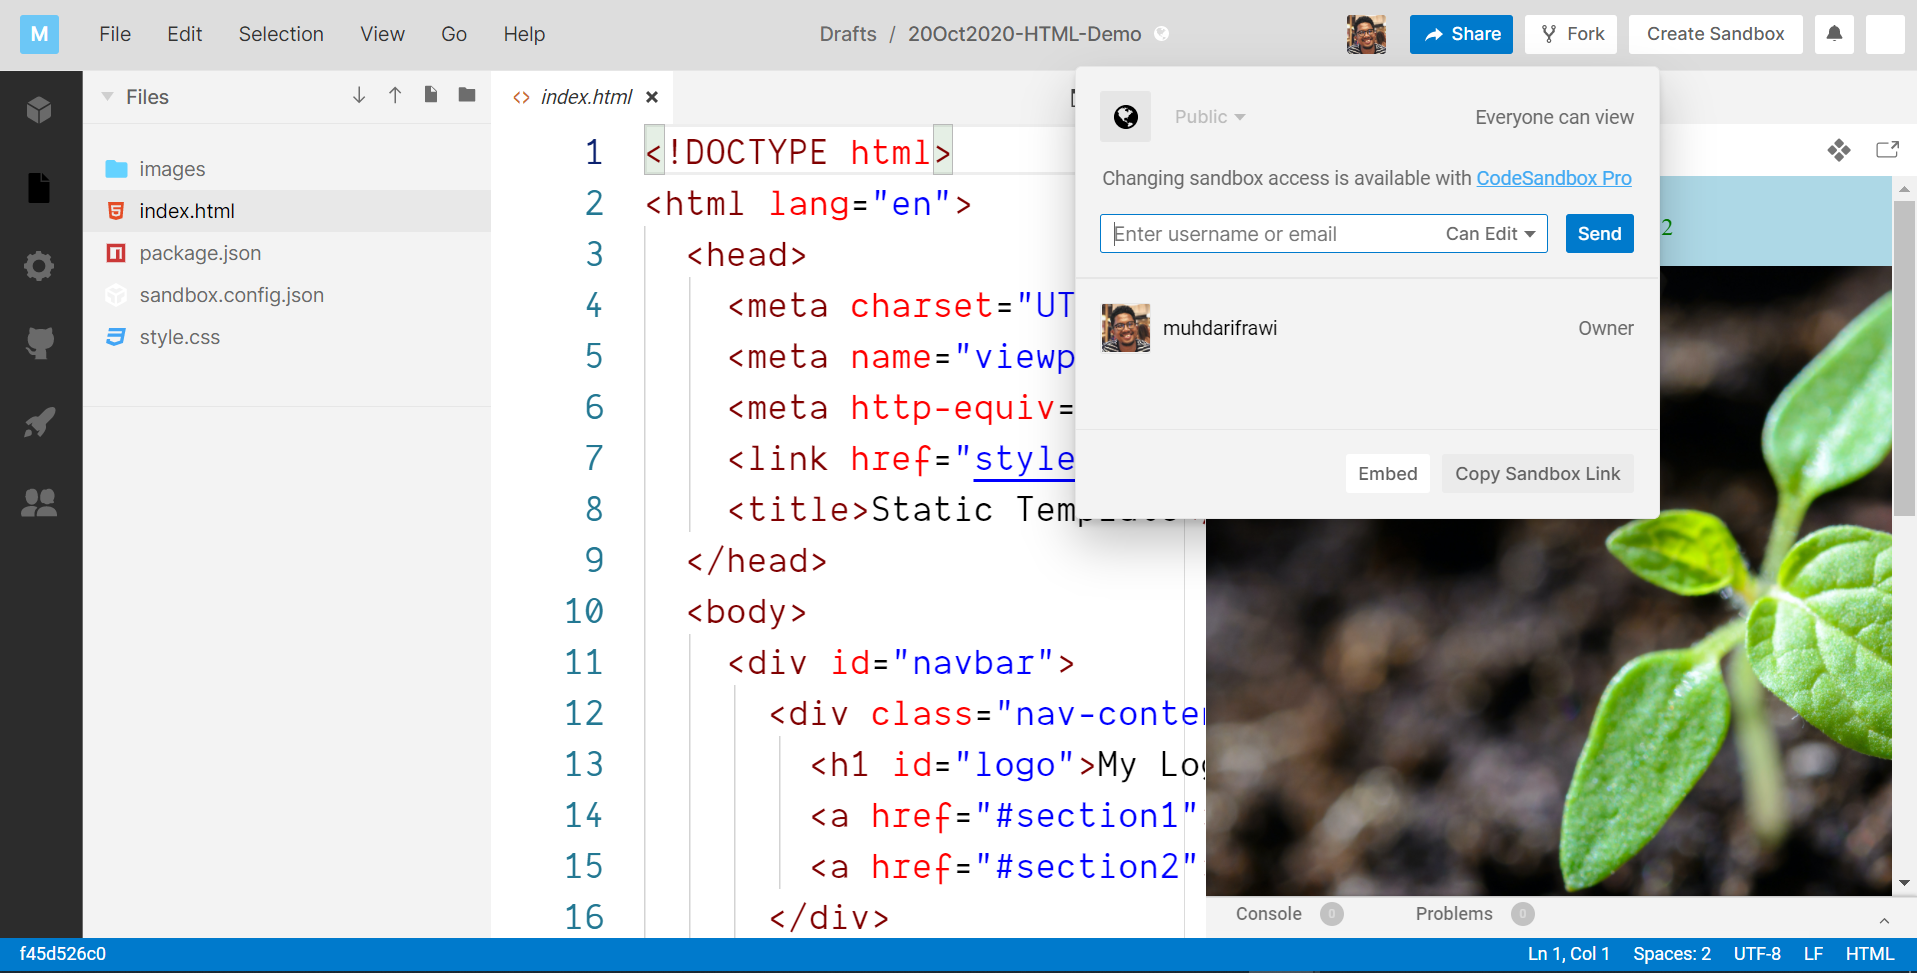 M File Edit Selection View Go Help Drafts / 20Oct2020-HTML-Demo Share Fork Create Sandbox
Files
images
index.html
package.json
sandbox.config.json
style.css
<> index.html
1 <!DOCTYPE html>
2 <html lang="en">
3 <head>
4 <meta charset="UT
5 <meta name="viewp
6 <meta http-equiv=
7 <link href="style
8 <title>Static
9 </head>
10 <body>
11 <div id="navbar">
12 <div class="nav-conte
13 <h1 id="logo">My Lo
14 <a href="#section1"
15 <a href="#section2"
16 </div>
Public Everyone can view
Changing sandbox access is available with CodeSandbox Pro
Enter username or email Can Edit Send
muhdarifrawi Owner
Embed Copy Sandbox Link
2
Console 0 Problems 0
f45d526c0 Ln 1, Col 1 Spaces: 2 UTF-8 LF HTML